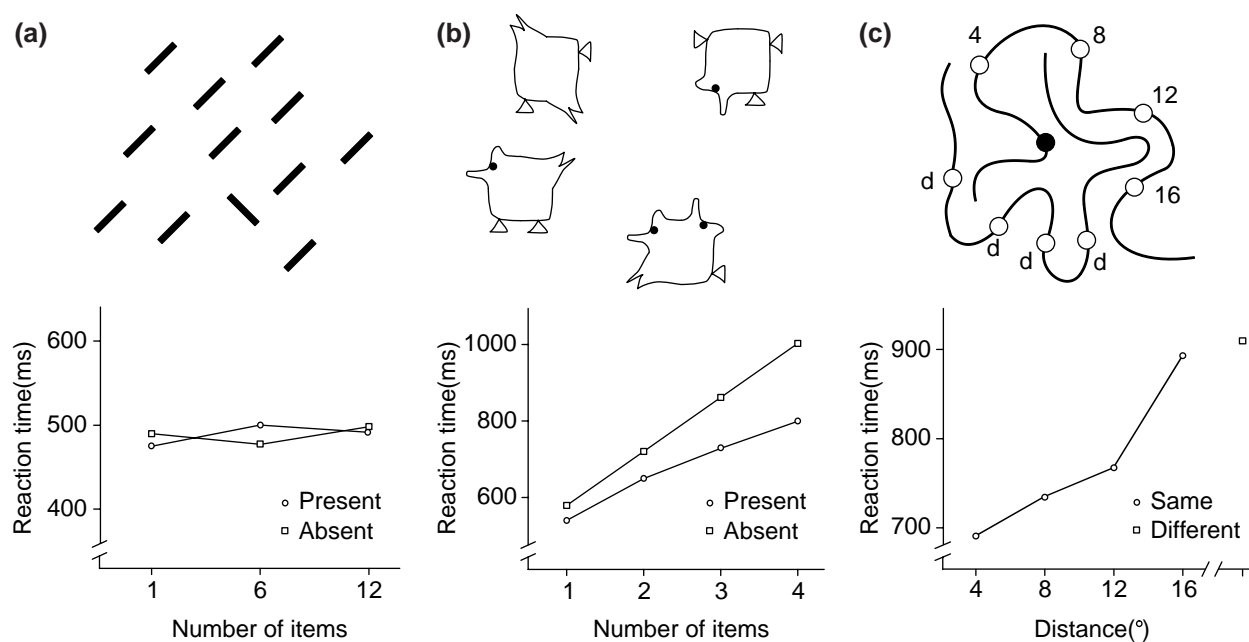 (a)
(b)
(c)
4
8
12
16
d
d
d
d
Reaction time(ms)
600
500
400
Present
Absent
1
6
12
Number of items
Reaction time(ms)
1000
800
600
Present
Absent
1
2
3
4
Number of items
Reaction time(ms)
900
800
700
Same
Different
4
8
12
16
Distance(°)